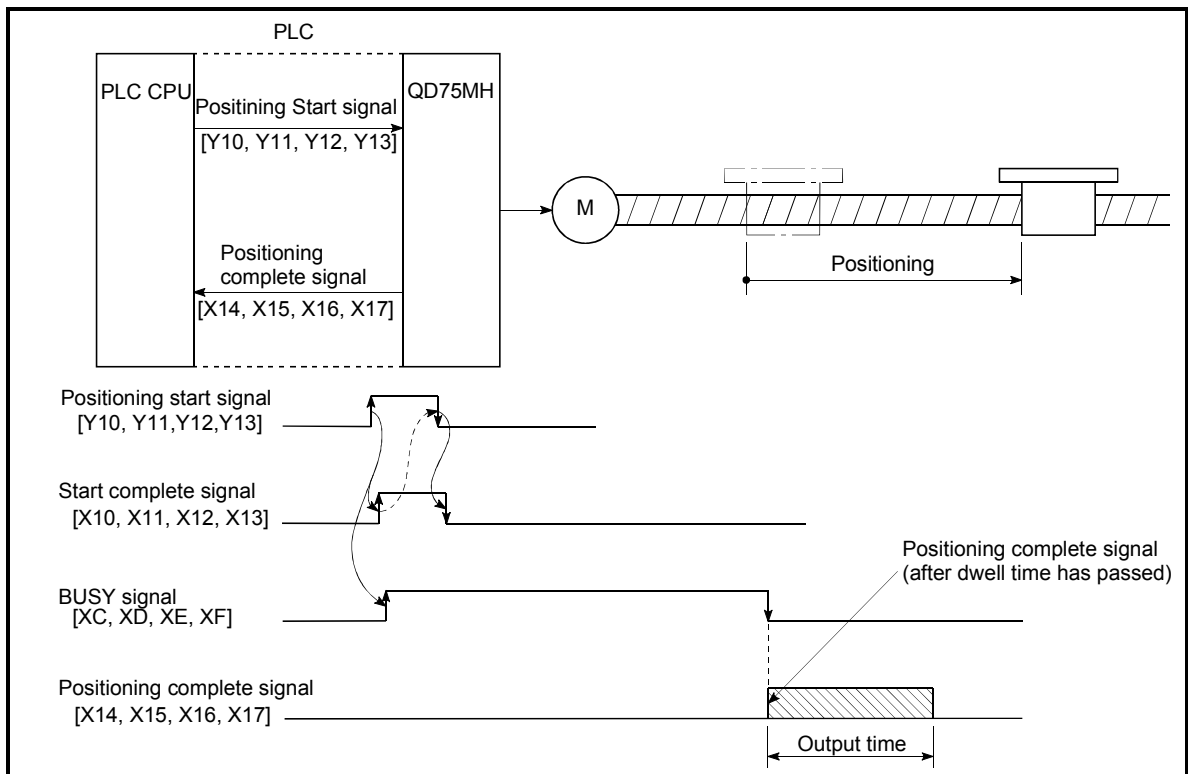 PLC
PLC CPU
QD75MH
Positining Start signal
[Y10, Y11, Y12, Y13]
M
Positioning
Positioning
complete signal
[X14, X15, X16, X17]
Positioning start signal
[Y10, Y11,Y12,Y13]
Start complete signal
[X10, X11, X12, X13]
Positioning complete signal
(after dwell time has passed)
BUSY signal
[XC, XD, XE, XF]
Positioning complete signal
[X14, X15, X16, X17]
Output time